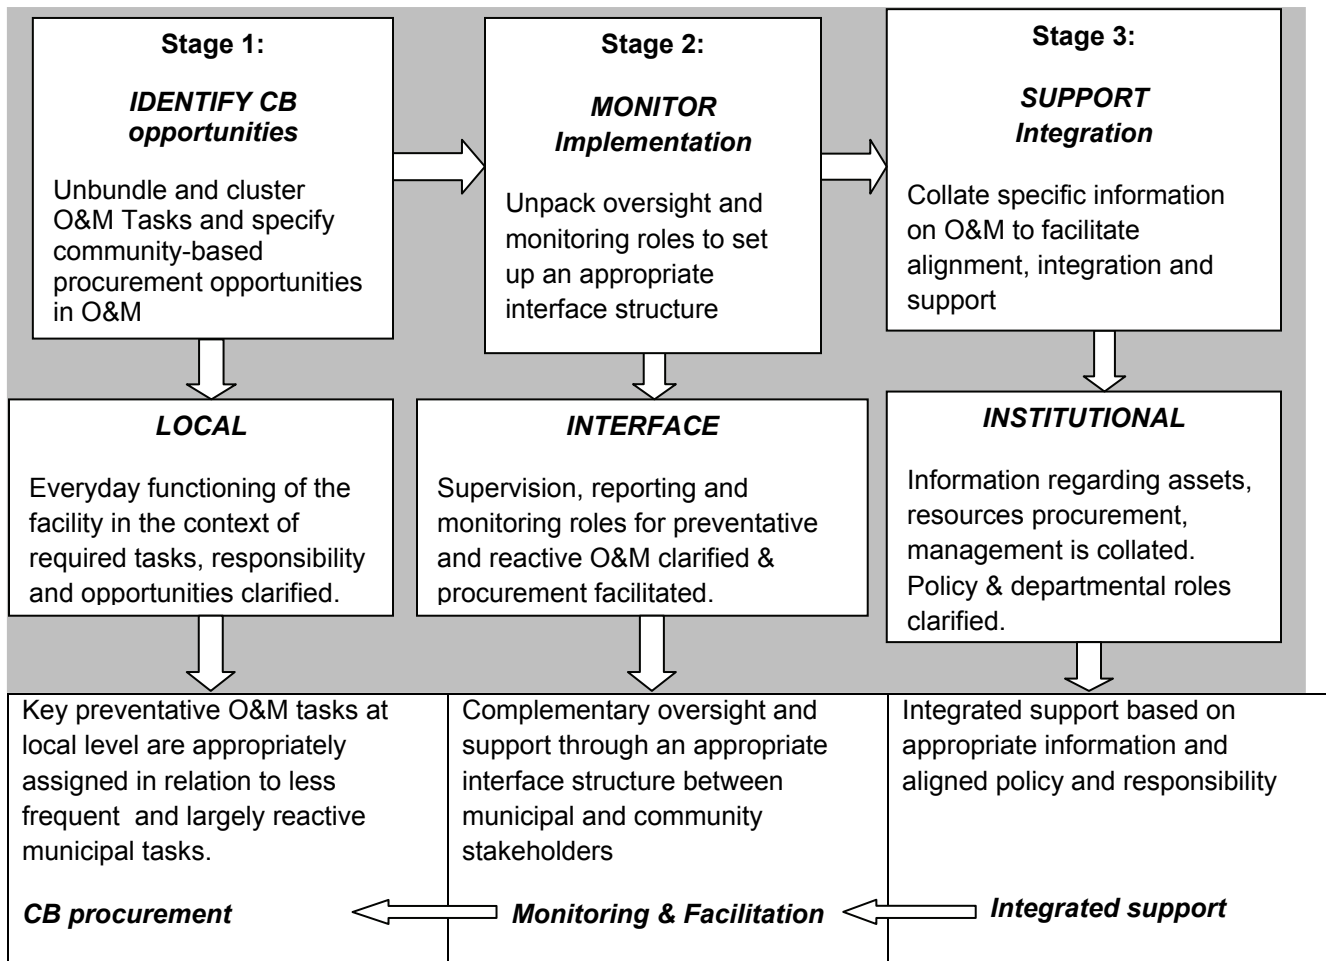 Stage 1:
IDENTIFY CB
opportunities
Unbundle and cluster
O&M Tasks and specify
community-based
procurement opportunities
in O&M
Stage 2:
MONITOR
Implementation
Unpack oversight and
monitoring roles to set
up an appropriate
interface structure
Stage 3:
SUPPORT
Integration
Collate specific information
on O&M to facilitate
alignment, integration and
support
LOCAL
Everyday functioning of the
facility in the context of
required tasks, responsibility
and opportunities clarified.
INTERFACE
Supervision, reporting and
monitoring roles for preventative
and reactive O&M clarified &
procurement facilitated.
INSTITUTIONAL
Information regarding assets,
resources procurement,
management is collated.
Policy & departmental roles
clarified.
Key preventative O&M tasks at
local level are appropriately
assigned in relation to less
frequent and largely reactive
municipal tasks.
CB procurement
Complementary oversight and
support through an appropriate
interface structure between
municipal and community
stakeholders
Monitoring & Facilitation
Integrated support based on
appropriate information and
aligned policy and responsibility
Integrated support